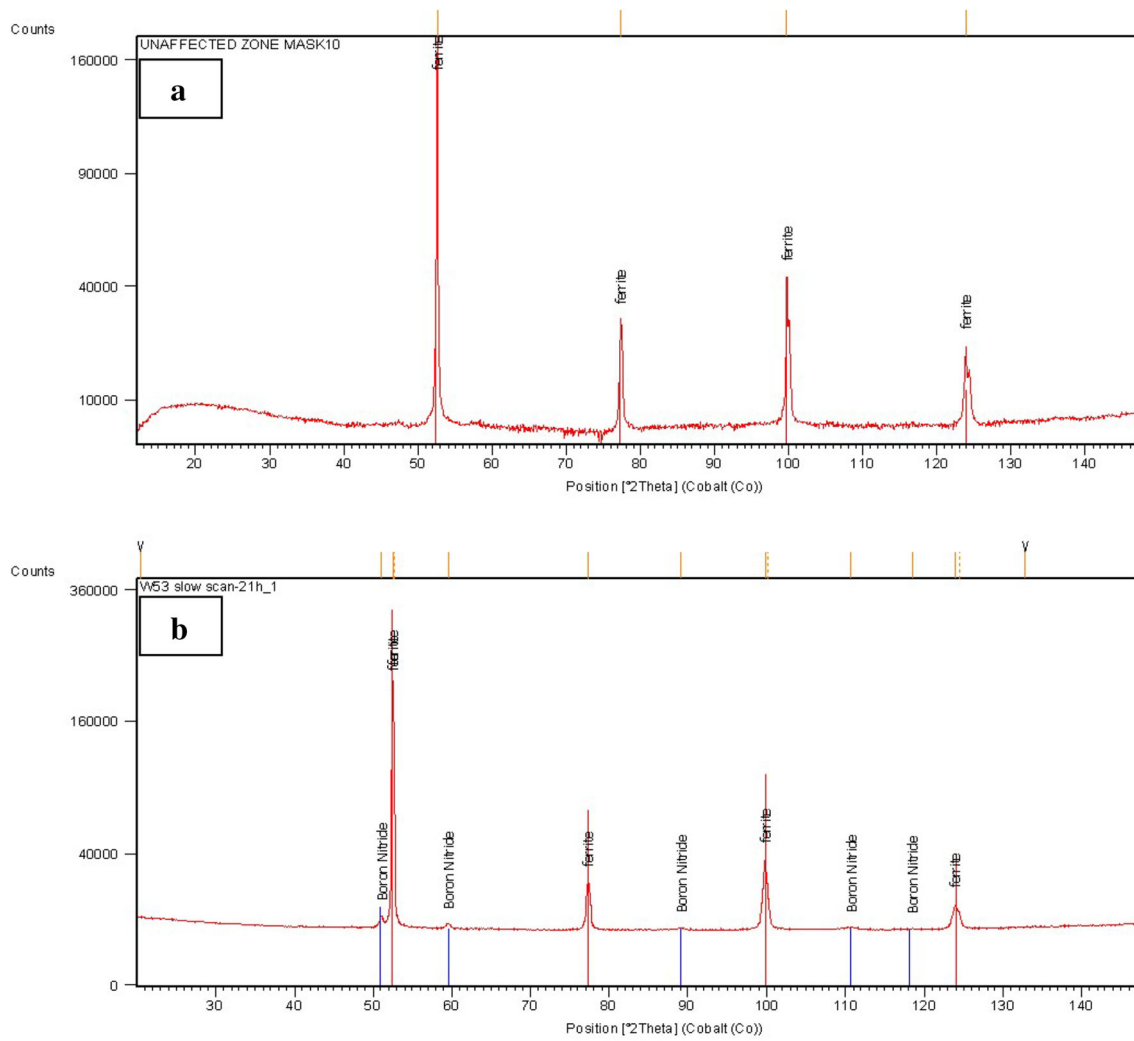 Counts
UNAFFECTED ZONE MASK10
ferrite
160000
a
90000
ferrite
ferrite
40000
ferrite
10000
20 30 40 50 60 70 80 90 100 110 120 130 140
Position [°2Theta] (Cobalt (Co))
V V
Counts
W53 slow scan-21h_1
360000
b
ferrite
160000
40000
Boron Nitride
Boron Nitride
ferrite
Boron Nitride
ferrite
Boron Nitride
Boron Nitride
ferrite
0
30 40 50 60 70 80 90 100 110 120 130 140
Position [°2Theta] (Cobalt (Co))